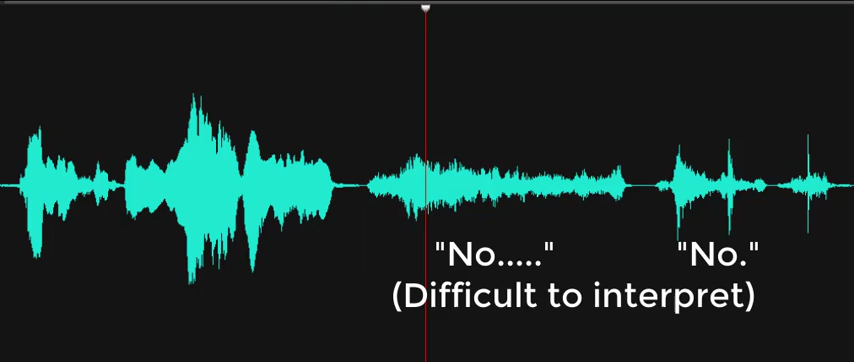 "No....." "No."
(Difficult to interpret)